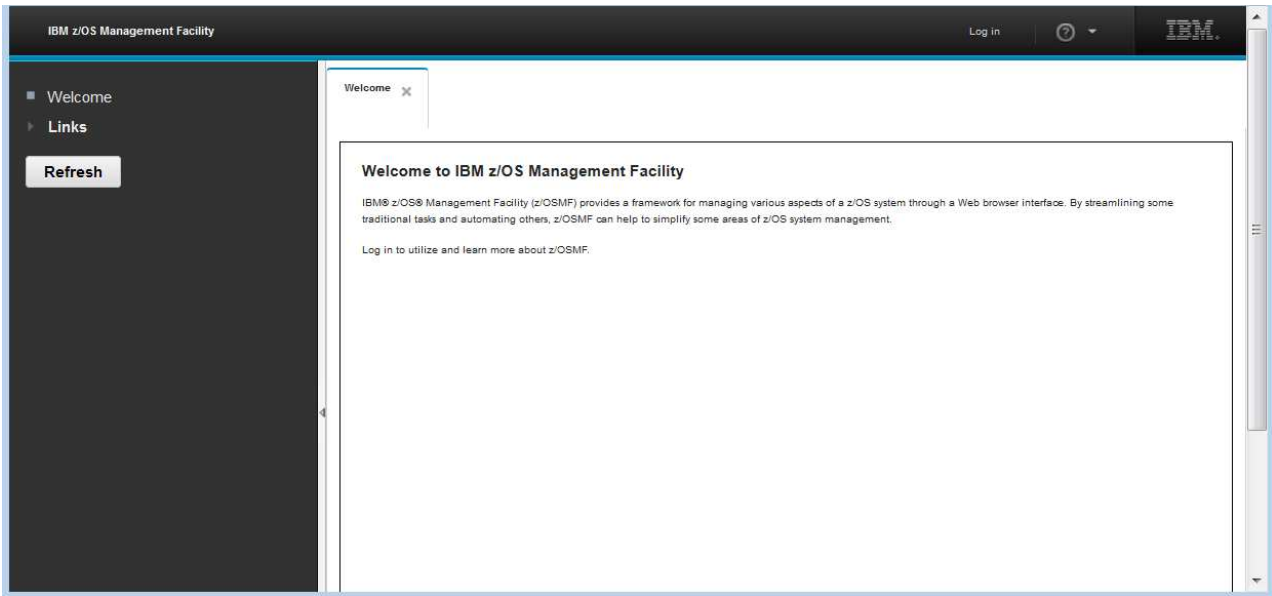 IBM z/OS Management Facility
Log in
IBM.
Welcome
Links
Refresh
Welcome
Welcome to IBM z/OS Management Facility
IBM® z/OS® Management Facility (z/OSMF) provides a framework for managing various aspects of a z/OS system through a Web browser interface. By streamlining some
traditional tasks and automating others, z/OSMF can help to simplify some areas of z/OS system management.
Log in to utilize and learn more about z/OSMF.